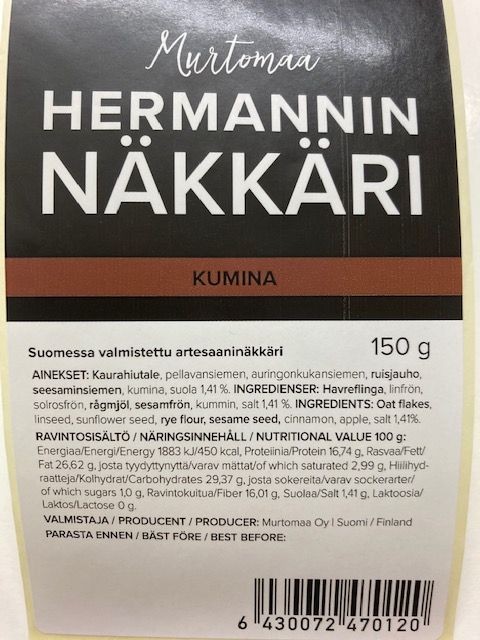 Murtomaa
HERMANNIN
NÄKKÄRI
KUMINA
Suomessa valmistettu artesaaninäkkäri 150 g
AINEKSET: Kaurahiutale, pellavansiemen, auringonkukansiemen, ruisjauho,
seesaminsiemen, kumina, suola 1,41 %. INGREDIENSER: Havreflinga, linfrön,
solrosfrön, rågmjöl, sesamfrön, kummin, salt 1,41 %. INGREDIENTS: Oat flakes,
linseed, sunflower seed, rye flour, sesame seed, cinnamon, apple, salt 1,41%.
RAVINTOSISÄLTÖ / NÄRINGSINNEHÅLL / NUTRITIONAL VALUE 100 g:
Energiaa/Energi/Energy 1883 kJ/450 kcal, Proteiinia/Protein 16,74 g, Rasvaa/Fett/
Fat 26,62 g, josta tyydyttynyttä/varav mättat/of which saturated 2,99 g, Hiilihyd-
raatteja/Kolhydrat/Carbohydrates 29,37 g, josta sokereita/varav sockerarter/
of which sugars 1,0 g, Ravintokuitua/Fiber 16,01 g, Suolaa/Salt 1,41 g, Laktoosia/
Laktos/Lactose 0 g.
VALMISTAJA / PRODUCENT / PRODUCER: Murtomaa Oy | Suomi / Finland
PARASTA ENNEN / BÄST FÖRE / BEST BEFORE:
6 430072 470120